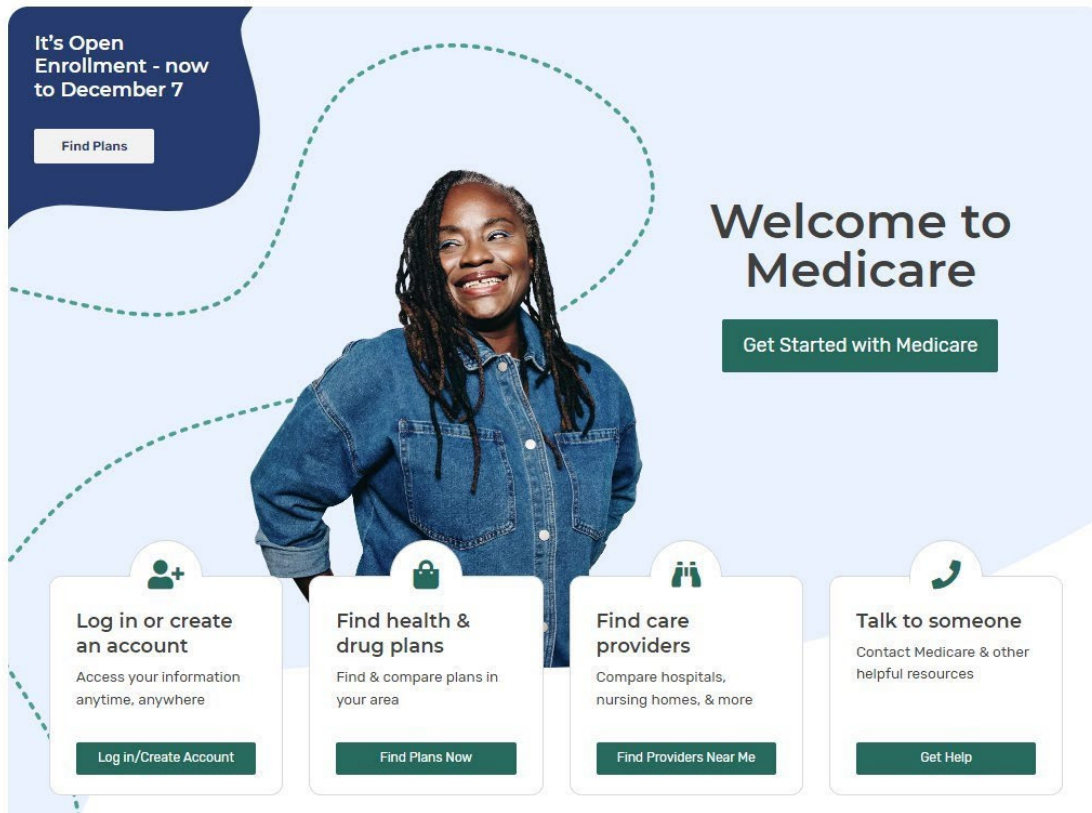 It's Open
Enrollment - now
to December 7
Find Plans
Welcome to
Medicare
Get Started with Medicare
Log in or create
an account
Access your information
anytime, anywhere
Log in/Create Account
Find health &
drug plans
Find & compare plans in
your area
Find Plans Now
Find care
providers
Compare hospitals,
nursing homes, & more
Find Providers Near Me
Talk to someone
Contact Medicare & other
helpful resources
Get Help